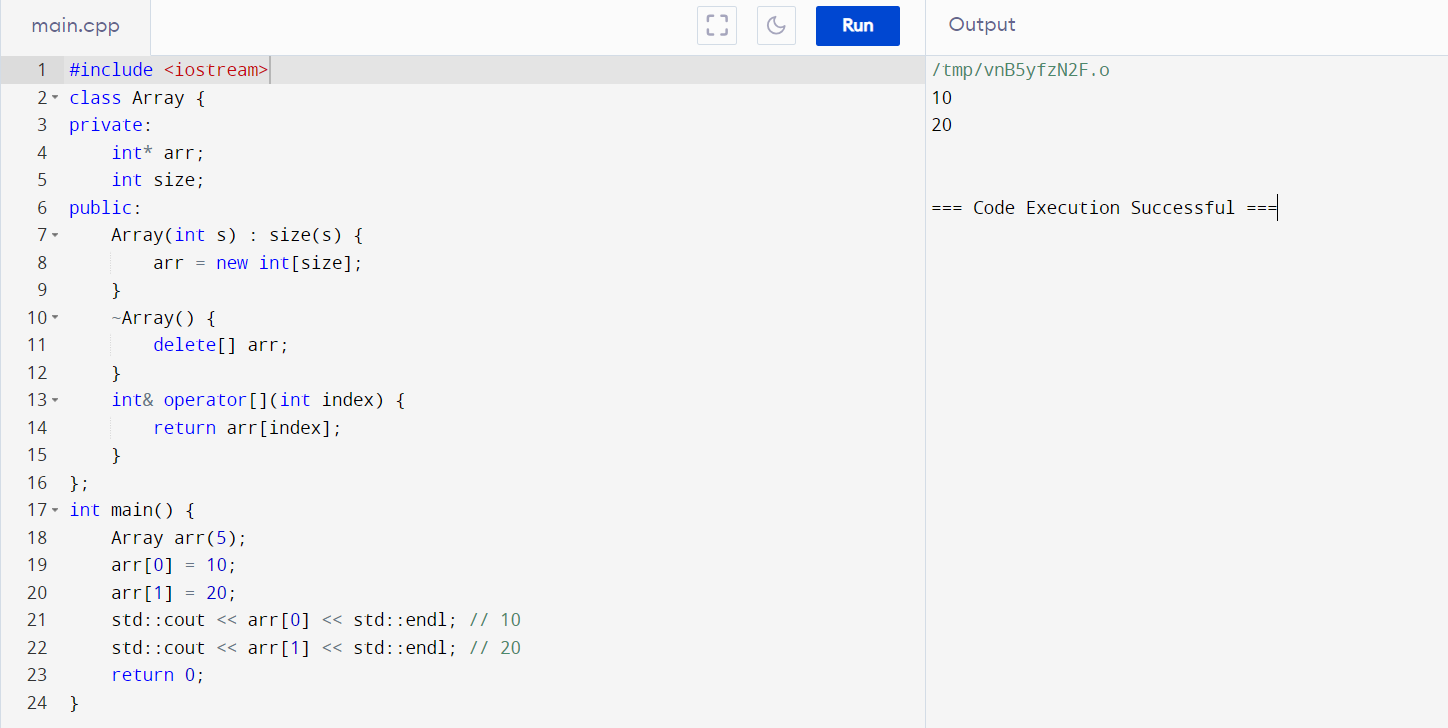 main.cpp
Run
Output
1 #include <iostream>
2 class Array {
3 private:
4     int* arr;
5     int size;
6 public:
7     Array(int s) : size(s) {
8         arr = new int[size];
9     }
10     ~Array() {
11         delete[] arr;
12     }
13     int& operator[](int index) {
14         return arr[index];
15     }
16 };
17 int main() {
18     Array arr(5);
19     arr[0] = 10;
20     arr[1] = 20;
21     std::cout << arr[0] << std::endl; // 10
22     std::cout << arr[1] << std::endl; // 20
23     return 0;
24 }
/tmp/vnB5yfzN2F.o
10
20
=== Code Execution Successful ===